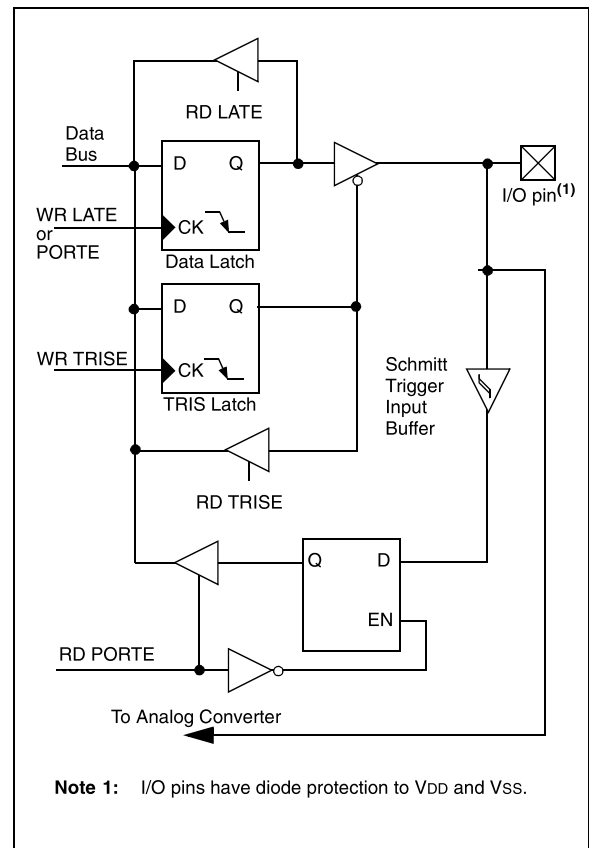 RD LATE
Data
Bus
D Q
I/O pin(1)
WR LATE
or
PORTE
CK
Data Latch
D Q
WR TRISE
CK
TRIS Latch
Schmitt
Trigger
Input
Buffer
RD TRISE
Q D
EN
RD PORTE
To Analog Converter
Note 1: I/O pins have diode protection to VDD and VSS.